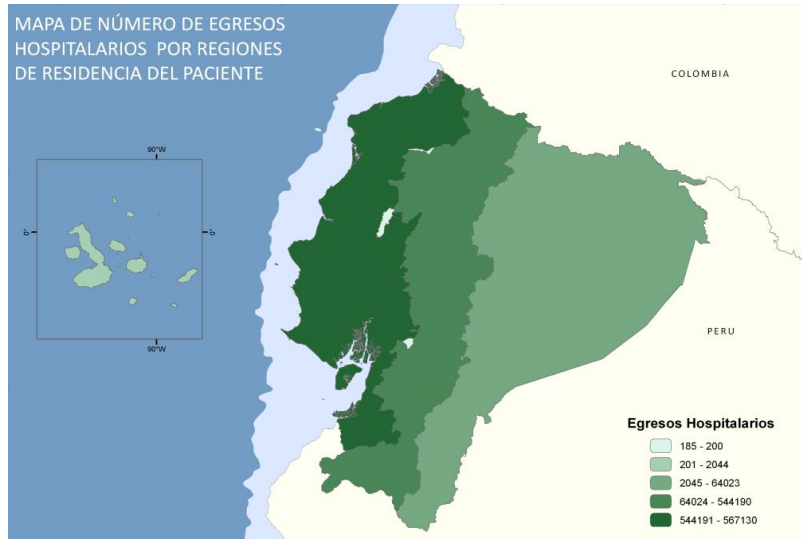 MAPA DE NÚMERO DE EGRESOS
HOSPITALARIOS POR REGIONES
DE RESIDENCIA DEL PACIENTE
COLOMBIA
90°W
0°
0°
90°W
PERU
Egresos Hospitalarios
185 - 200
201 - 2044
2045 - 64023
64024 - 544190
544191 - 567130